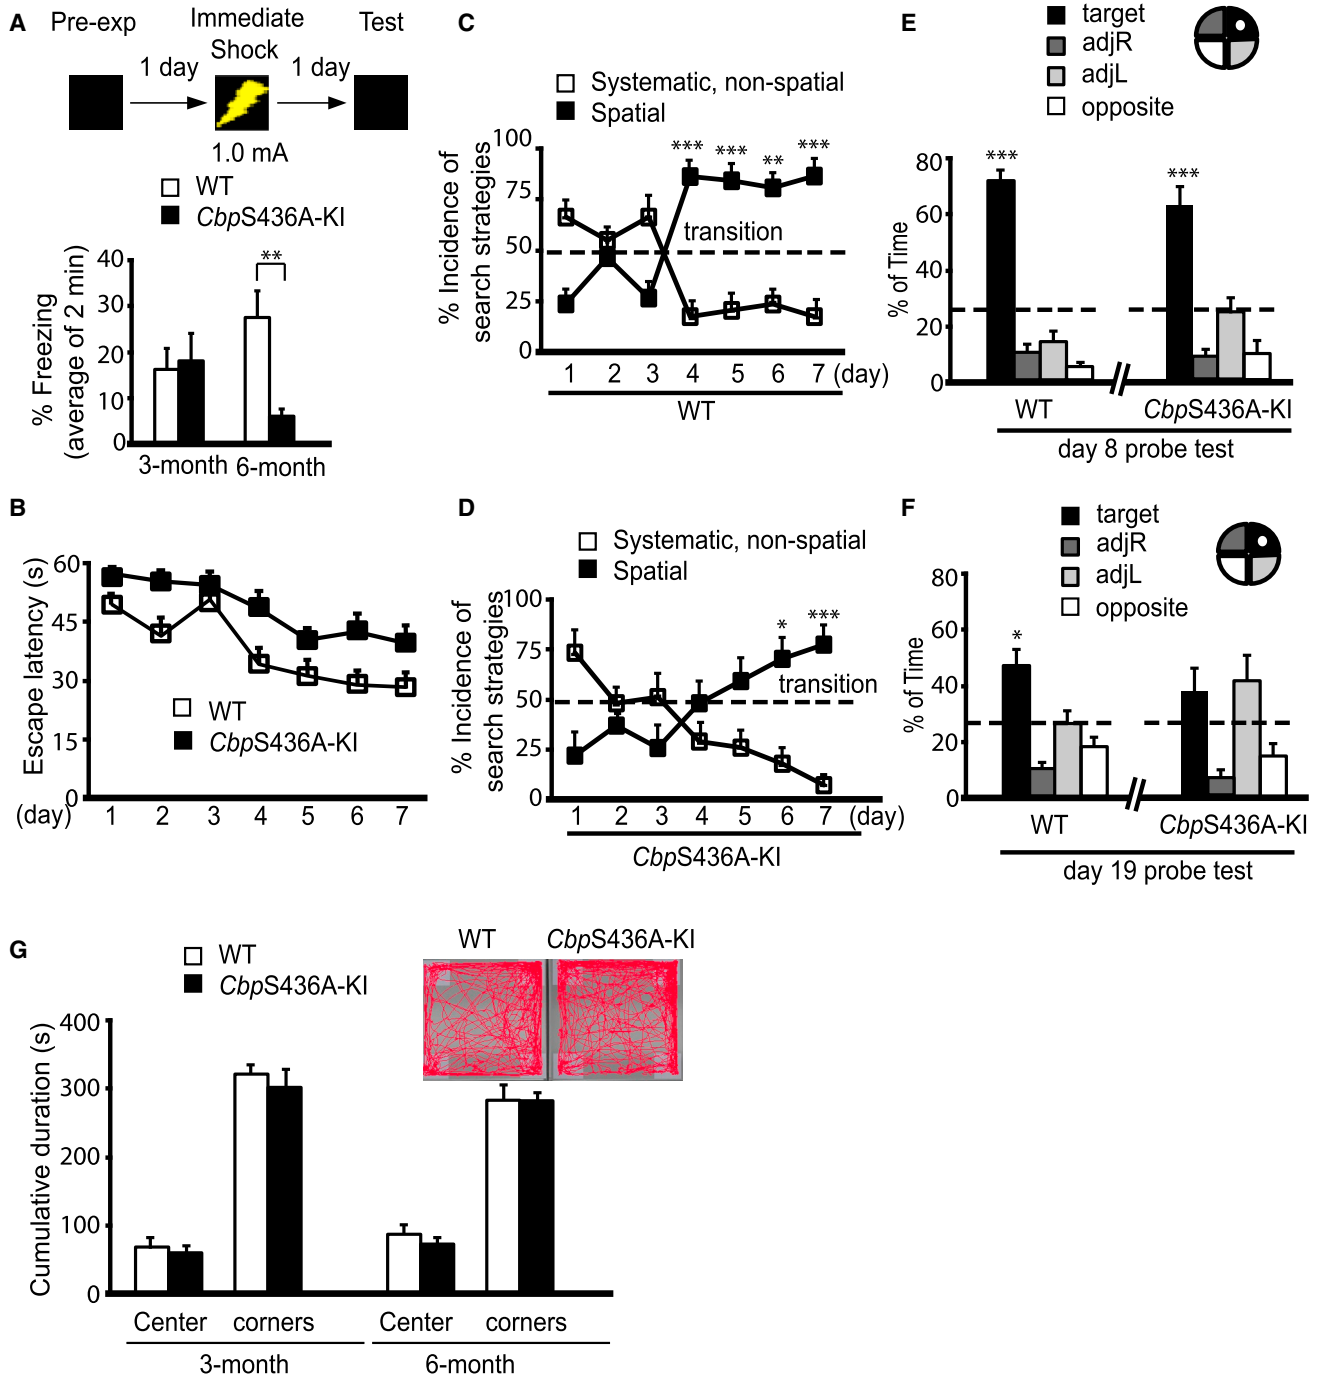 A
Pre-exp
Immediate
Shock
Test
1 day
1 day
1.0 mA
WT
CbpS436A-KI
% Freezing
(average of 2 min)
40
30
20
10
0
**
3-month
6-month
B
Escape latency (s)
60
45
30
15
0
WT
CbpS436A-KI
(day)
1
2
3
4
5
6
7
C
Systematic, non-spatial
Spatial
% Incidence of
search strategies
100
75
50
25
0
***
***
**
***
transition
1
2
3
4
5
6
7
(day)
WT
D
Systematic, non-spatial
Spatial
% Incidence of
search strategies
100
75
50
25
0
*
***
transition
1
2
3
4
5
6
7
(day)
CbpS436A-KI
E
target
adjR
adjL
opposite
% of Time
80
60
40
20
0
***
***
WT
CbpS436A-KI
day 8 probe test
F
target
adjR
adjL
opposite
% of Time
80
60
40
20
0
*
WT
CbpS436A-KI
day 19 probe test
G
WT
CbpS436A-KI
WT
CbpS436A-KI
Cumulative duration (s)
400
300
200
100
0
Center
corners
Center
corners
3-month
6-month